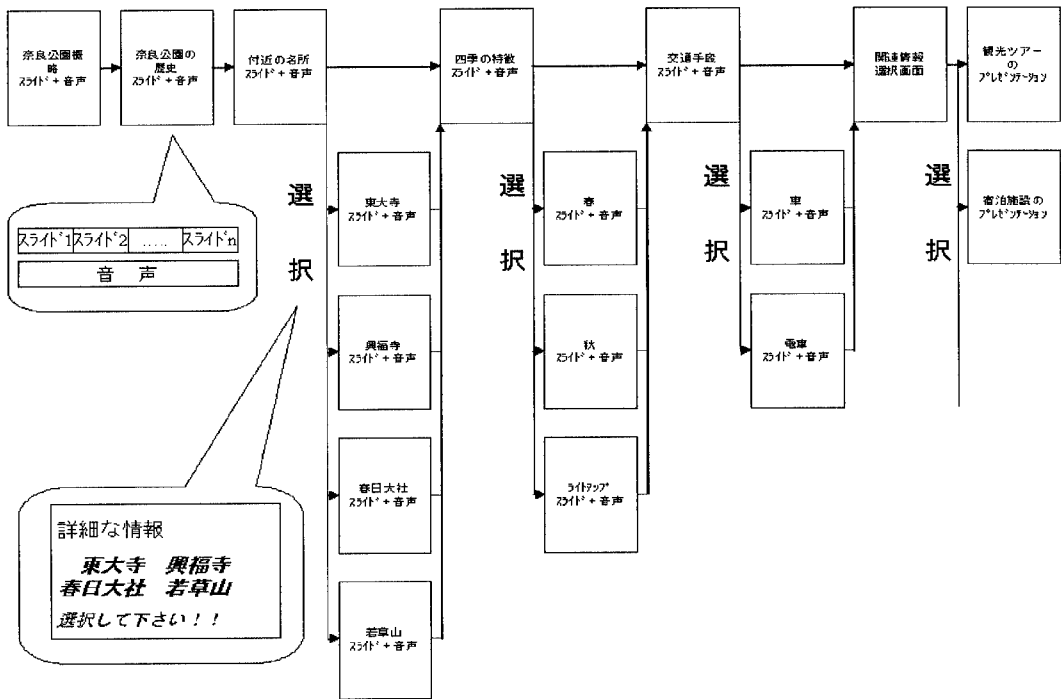 奈良公園概
略
ｽﾗｲﾄﾞ + 音声
奈良公園の
歴史
ｽﾗｲﾄﾞ + 音声
付近の名所
ｽﾗｲﾄﾞ + 音声
四季の特徴
ｽﾗｲﾄﾞ + 音声
交通手段
ｽﾗｲﾄﾞ + 音声
関連情報
選択画面
観光ツアー
の
ﾌﾟﾚｾﾞﾝﾃｰｼｮﾝ
選
択
東大寺
ｽﾗｲﾄﾞ + 音声
興福寺
ｽﾗｲﾄﾞ + 音声
春日大社
ｽﾗｲﾄﾞ + 音声
若草山
ｽﾗｲﾄﾞ + 音声
選
択
春
ｽﾗｲﾄﾞ + 音声
秋
ｽﾗｲﾄﾞ + 音声
ﾗｲﾄｱｯﾌﾟ
ｽﾗｲﾄﾞ + 音声
選
択
車
ｽﾗｲﾄﾞ + 音声
電車
ｽﾗｲﾄﾞ + 音声
選
択
宿泊施設の
ﾌﾟﾚｾﾞﾝﾃｰｼｮﾝ
ｽﾗｲﾄﾞ1 ｽﾗｲﾄﾞ2 ..... ｽﾗｲﾄﾞn
音 声
詳細な情報
東大寺 興福寺
春日大社 若草山
選択して下さい！！